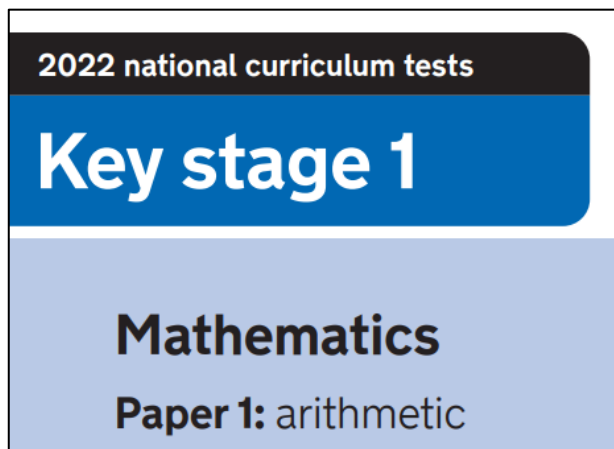 2022 national curriculum tests
Key stage 1
Mathematics
Paper 1: arithmetic